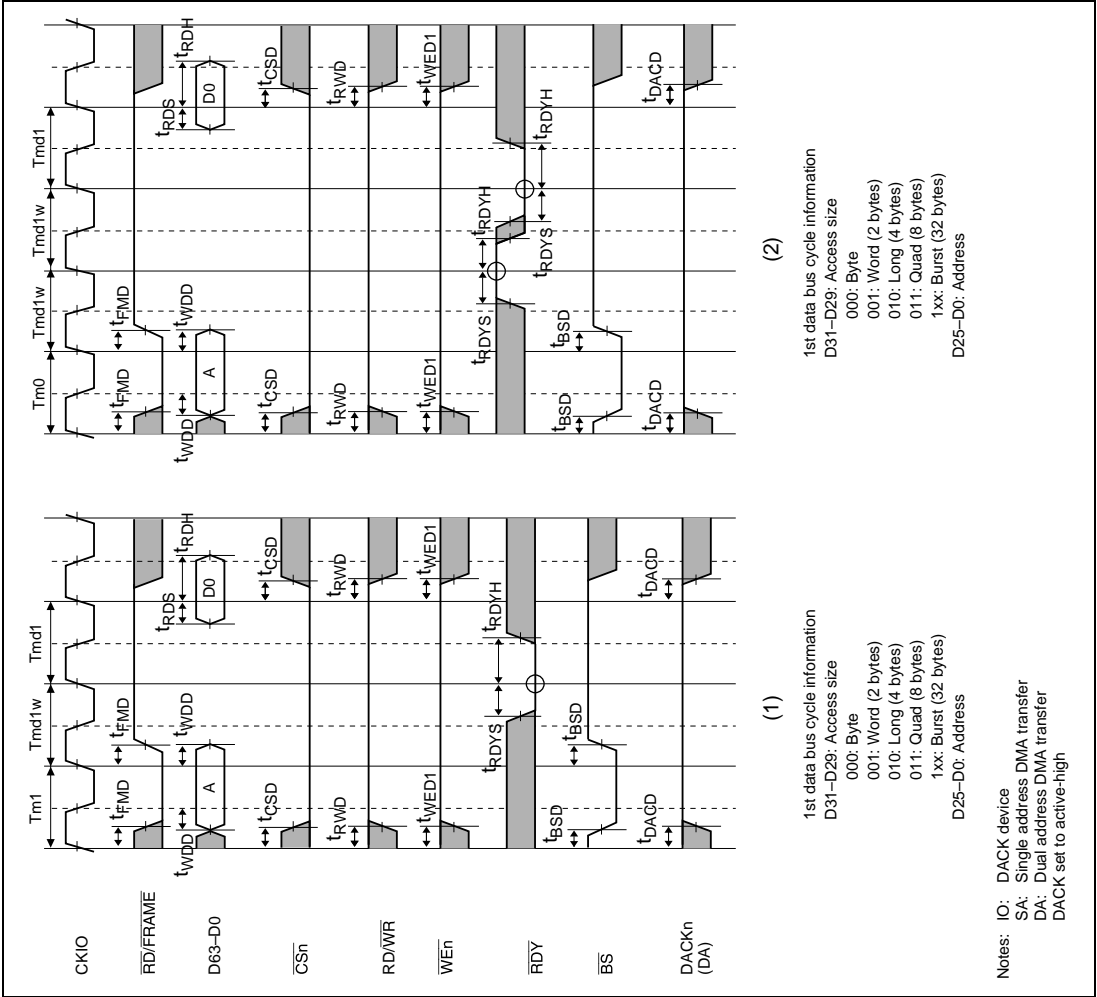 Tm1 Tmd1w Tmd1
Tm0 Tmd1w Tmd1w Tmd1
CKIO
tFMD tFMD
tFMD tFMD
RD/FRAME
tWDD tWDD tRDS tRDH
tWDD tWDD tRDS tRDH
D63–D0
A D0
A D0
tCSD tCSD
tCSD tCSD
CSn
tRWD tRWD
tRWD tRWD
RD/WR
tWED1 tWED1
tWED1 tWED1
WEn
tRDYS tRDYH
tRDYS tRDYH tRDYS tRDYH
RDY
tBSD tBSD
tBSD tBSD
BS
tDACD tDACD
tDACD tDACD
DACKn
(DA)
(1)
1st data bus cycle information
D31–D29: Access size
000: Byte
001: Word (2 bytes)
010: Long (4 bytes)
011: Quad (8 bytes)
1xx: Burst (32 bytes)
D25–D0: Address
(2)
1st data bus cycle information
D31–D29: Access size
000: Byte
001: Word (2 bytes)
010: Long (4 bytes)
011: Quad (8 bytes)
1xx: Burst (32 bytes)
D25–D0: Address
Notes: IO: DACK device
SA: Single address DMA transfer
DA: Dual address DMA transfer
DACK set to active-high